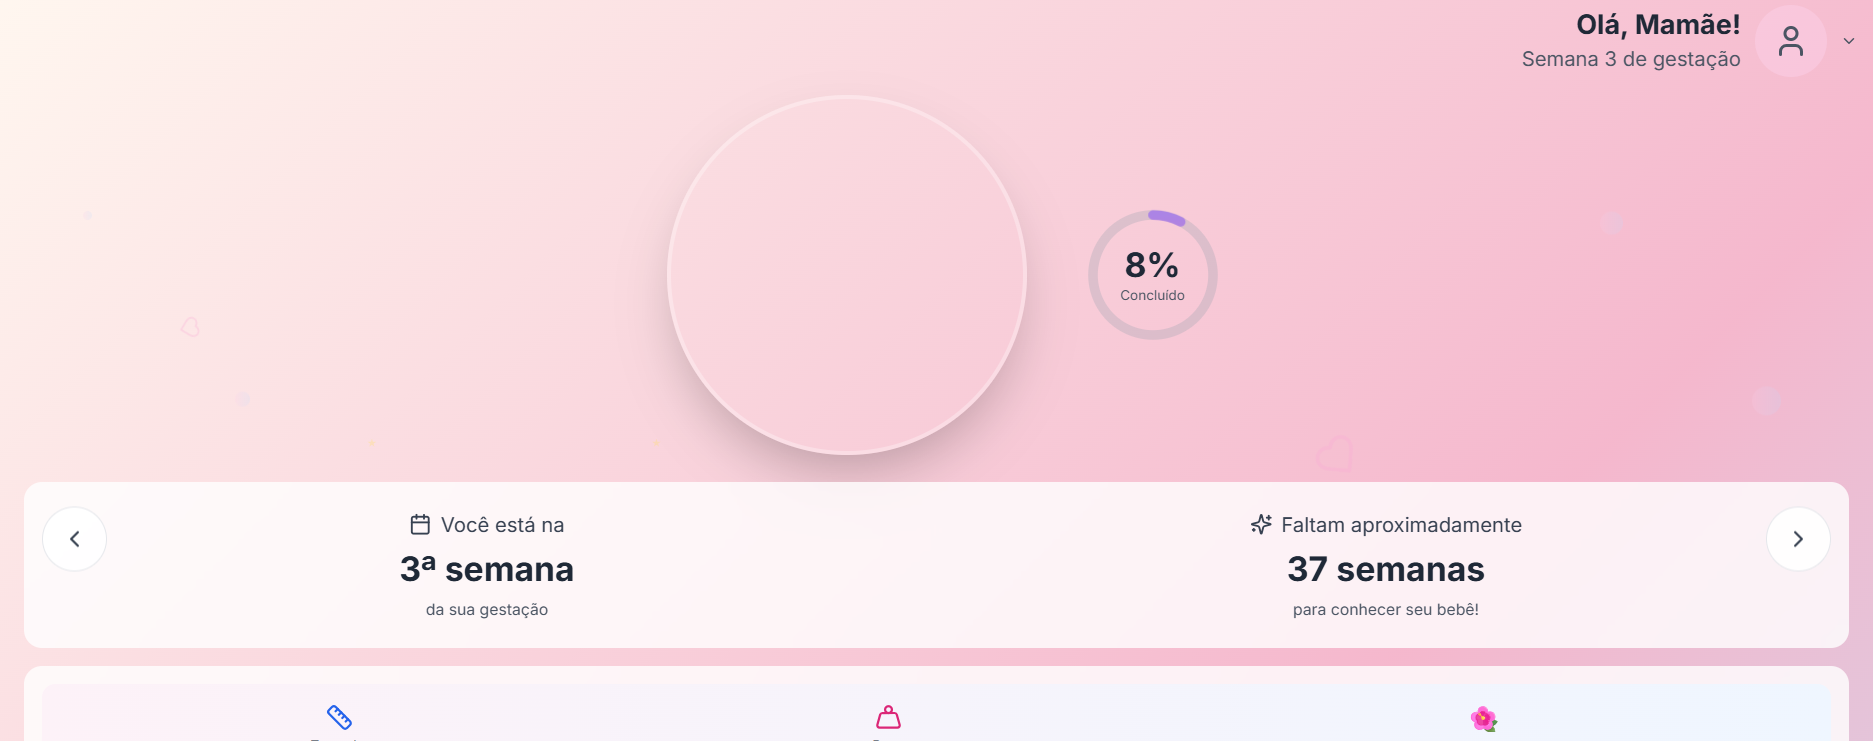 Olá, Mamãe!
Semana 3 de gestação
8%
Concluído
Você está na
3ª semana
da sua gestação
Faltam aproximadamente
37 semanas
para conhecer seu bebê!